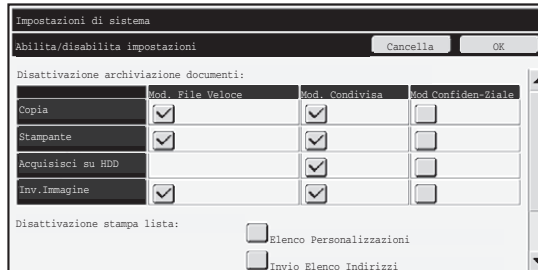 Impostazioni di sistema
Abilita/disabilita impostazioni Cancella OK
Disattivazione archiviazione documenti:
Mod. File Veloce Mod. Condivisa Mod Confiden-Ziale
Copia
Stampante
Acquisisci su HDD
Inv.Immagine
Disattivazione stampa lista:
Elenco Personalizzazioni
Invio Elenco Indirizzi